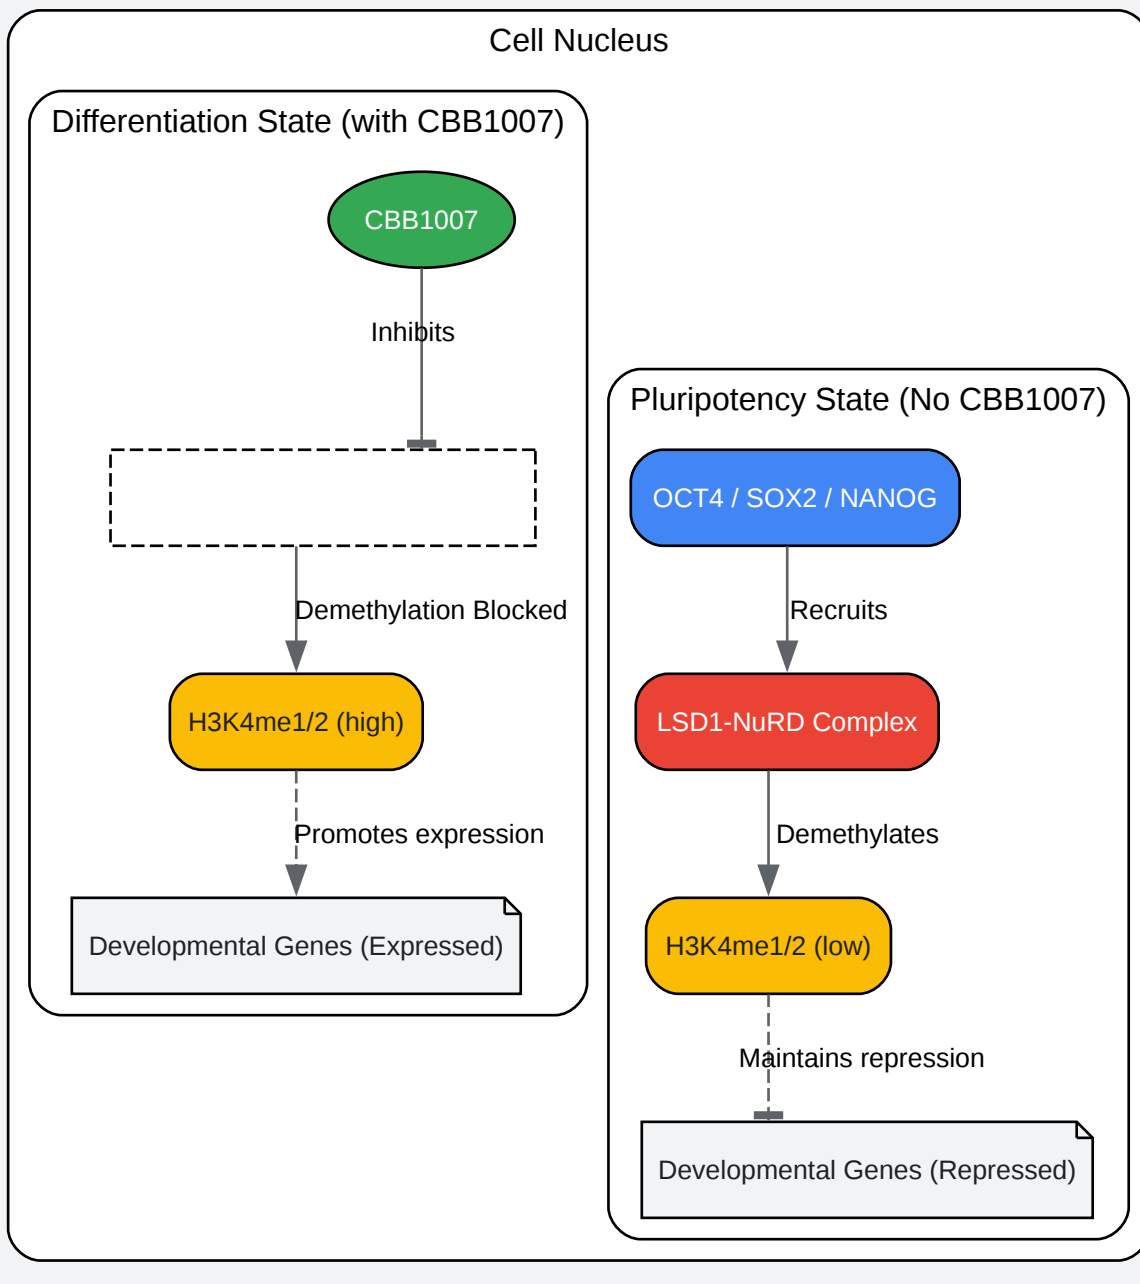 Cell Nucleus
Differentiation State (with CBB1007)
CBB1007
Inhibits
Demethylation Blocked
H3K4me1/2 (high)
Promotes expression
Developmental Genes (Expressed)
Pluripotency State (No CBB1007)
OCT4 / SOX2 / NANOG
Recruits
LSD1-NuRD Complex
Demethylates
H3K4me1/2 (low)
Maintains repression
Developmental Genes (Repressed)